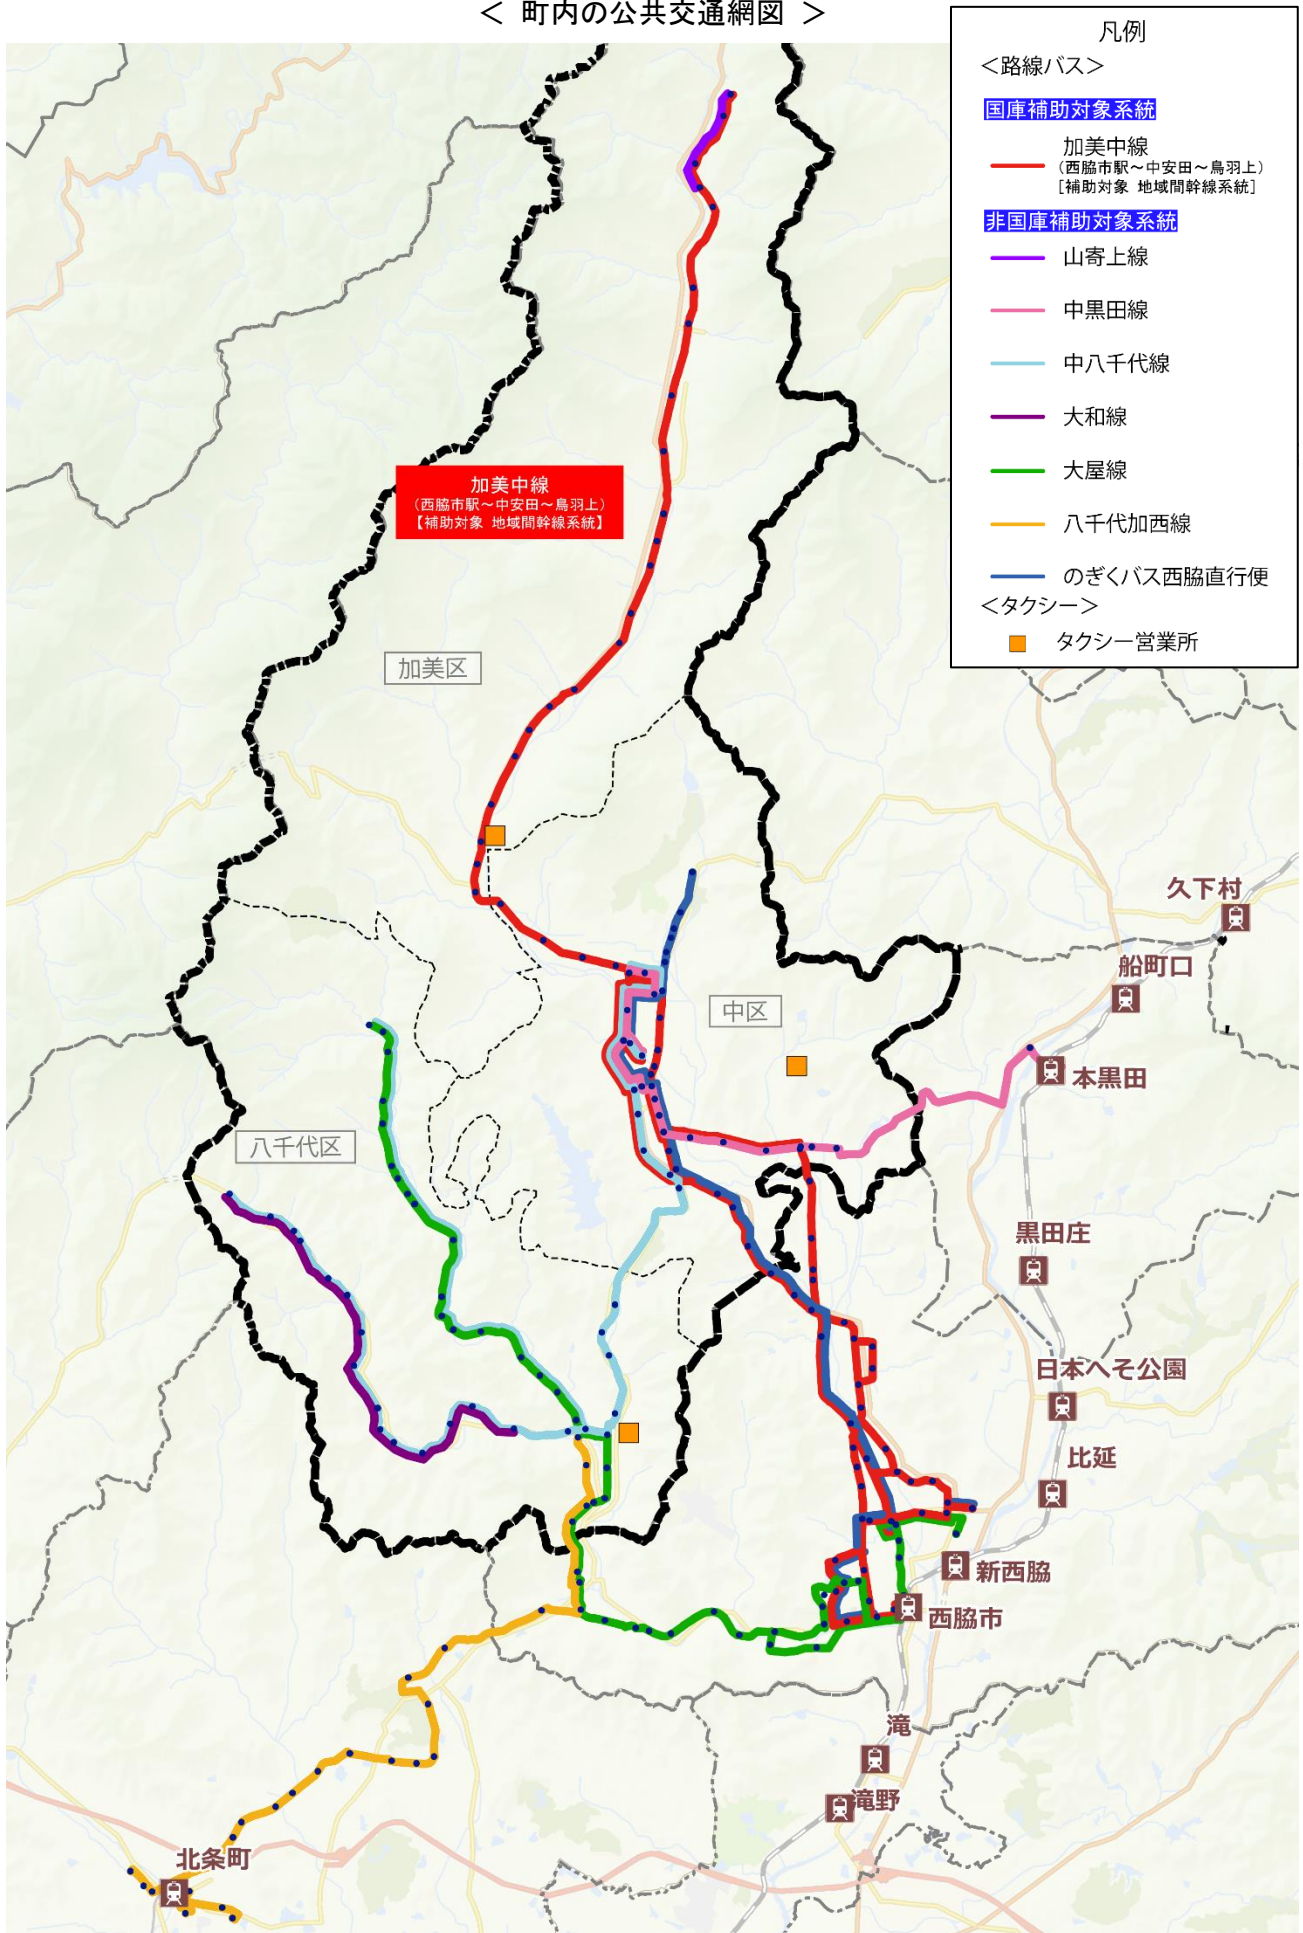 ＜ 町内の公共交通網図 ＞
凡例
＜路線バス＞
国庫補助対象系統
加美中線
（西脇市駅～中安田～鳥羽上）
［補助対象 地域間幹線系統］
非国庫補助対象系統
山寄上線
中黒田線
中八千代線
大和線
大屋線
八千代加西線
のぎくバス西脇直行便
＜タクシー＞
タクシー営業所
加美中線
（西脇市駅～中安田～鳥羽上）
【補助対象 地域間幹線系統】
加美区
久下村
船町口
中区
本黒田
八千代区
黒田庄
日本へそ公園
比延
新西脇
西脇市
滝
滝野
北条町